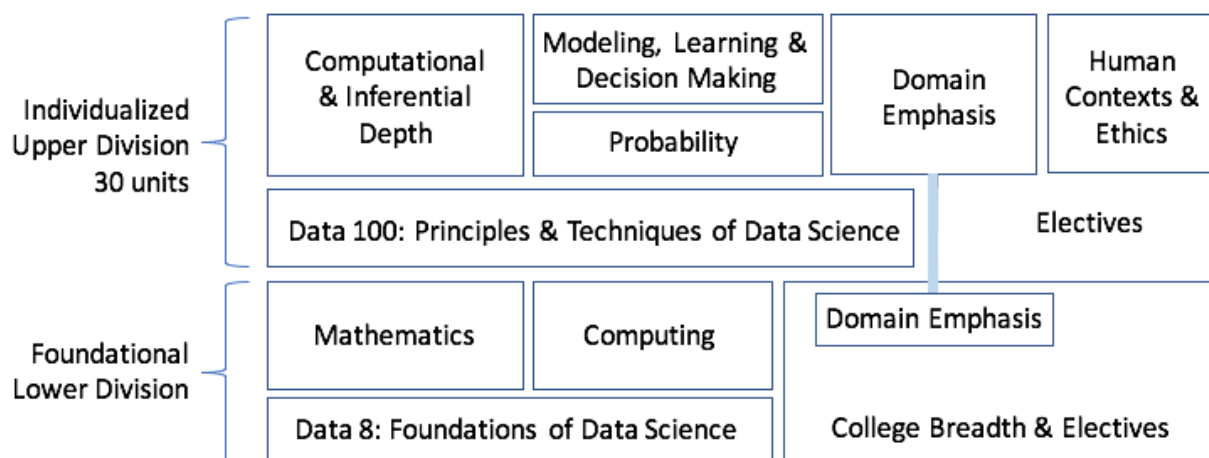 Individualized
Upper Division
30 units
Computational
& Inferential
Depth
Modeling, Learning &
Decision Making
Probability
Domain
Emphasis
Human
Contexts &
Ethics
Data 100: Principles & Techniques of Data Science
Electives
Foundational
Lower Division
Mathematics
Computing
Domain Emphasis
Data 8: Foundations of Data Science
College Breadth & Electives